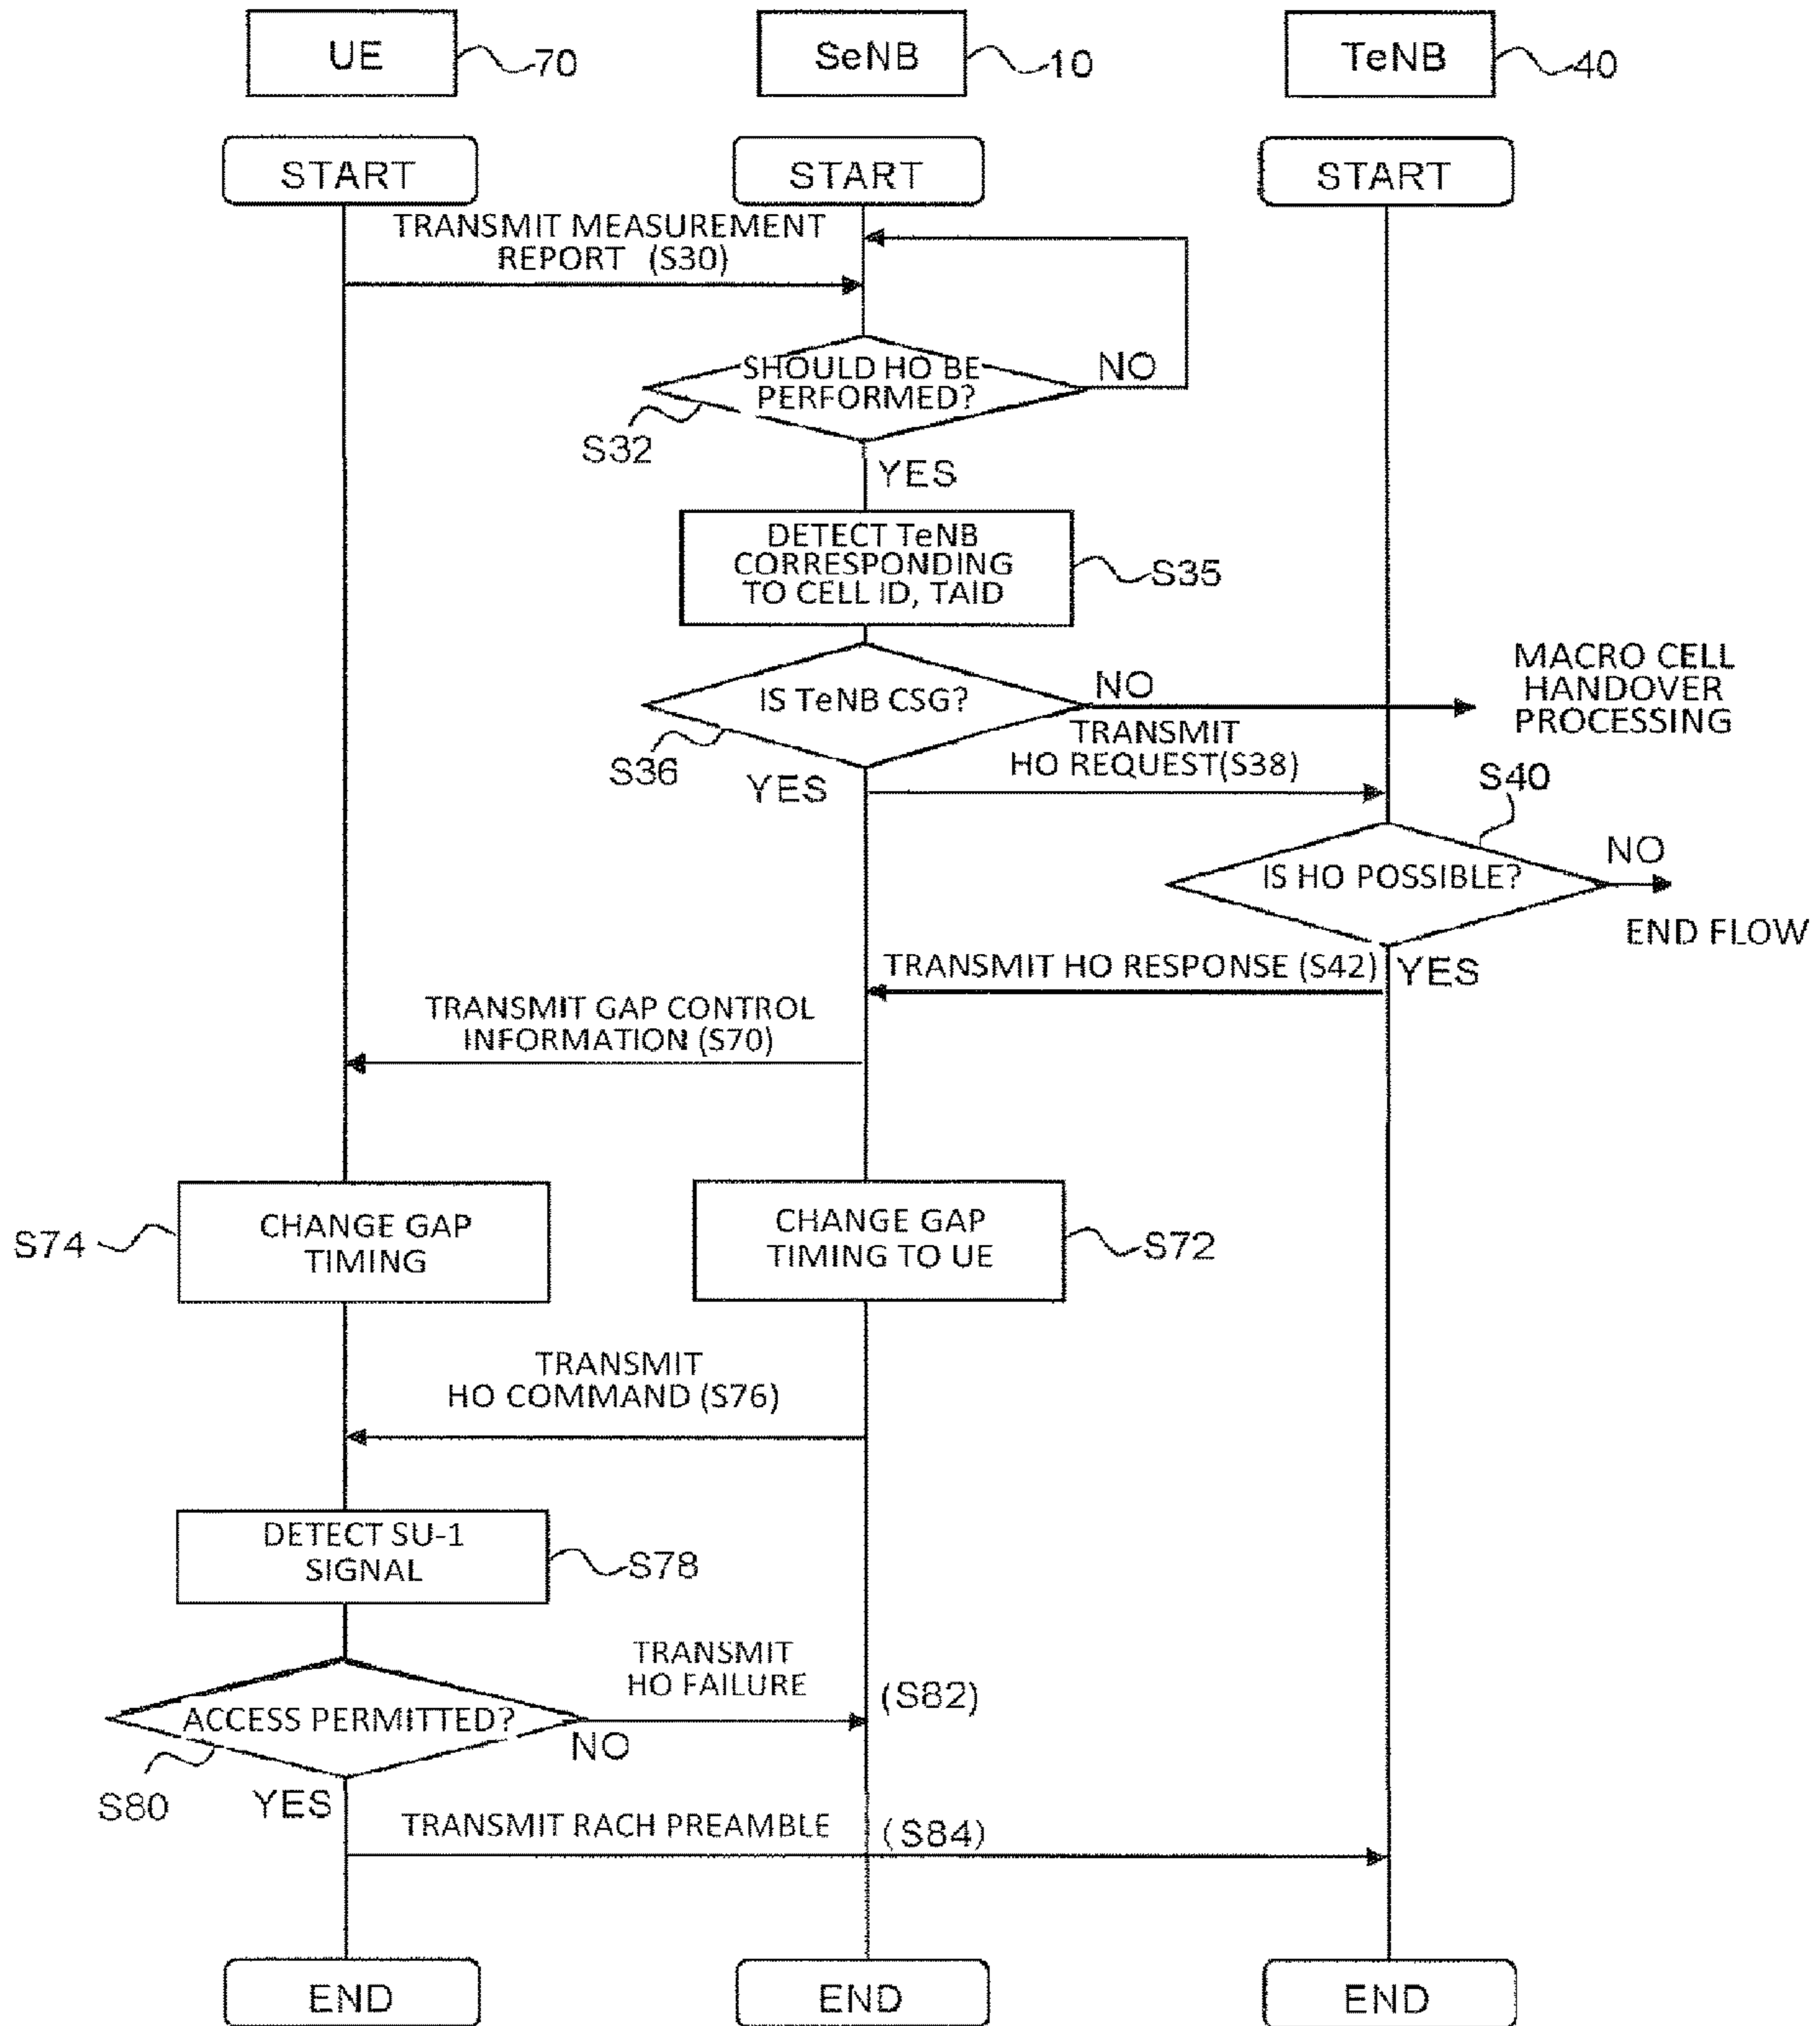 UE
70
SeNB
10
TeNB
40
START
START
START
TRANSMIT MEASUREMENT
REPORT (S30)
SHOULD HO BE
PERFORMED?
NO
S32
YES
DETECT TeNB
CORRESPONDING
TO CELL ID, TAID
S35
IS TeNB CSG?
NO
MACRO CELL
HANDOVER
PROCESSING
S36
YES
TRANSMIT
HO REQUEST(S38)
S40
IS HO POSSIBLE?
NO
END FLOW
YES
TRANSMIT HO RESPONSE (S42)
TRANSMIT GAP CONTROL
INFORMATION (S70)
S74
CHANGE GAP
TIMING
CHANGE GAP
TIMING TO UE
S72
TRANSMIT
HO COMMAND (S76)
DETECT SU-1
SIGNAL
S78
TRANSMIT
HO FAILURE
(S82)
ACCESS PERMITTED?
NO
S80
YES
TRANSMIT RACH PREAMBLE
(S84)
END
END
END